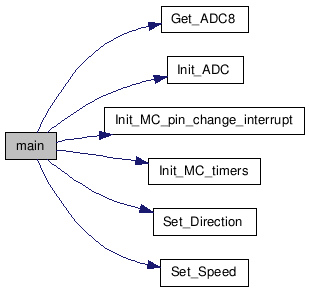 Get_ADC8
Init_ADC
Init_MC_pin_change_interrupt
main
Init_MC_timers
Set_Direction
Set_Speed